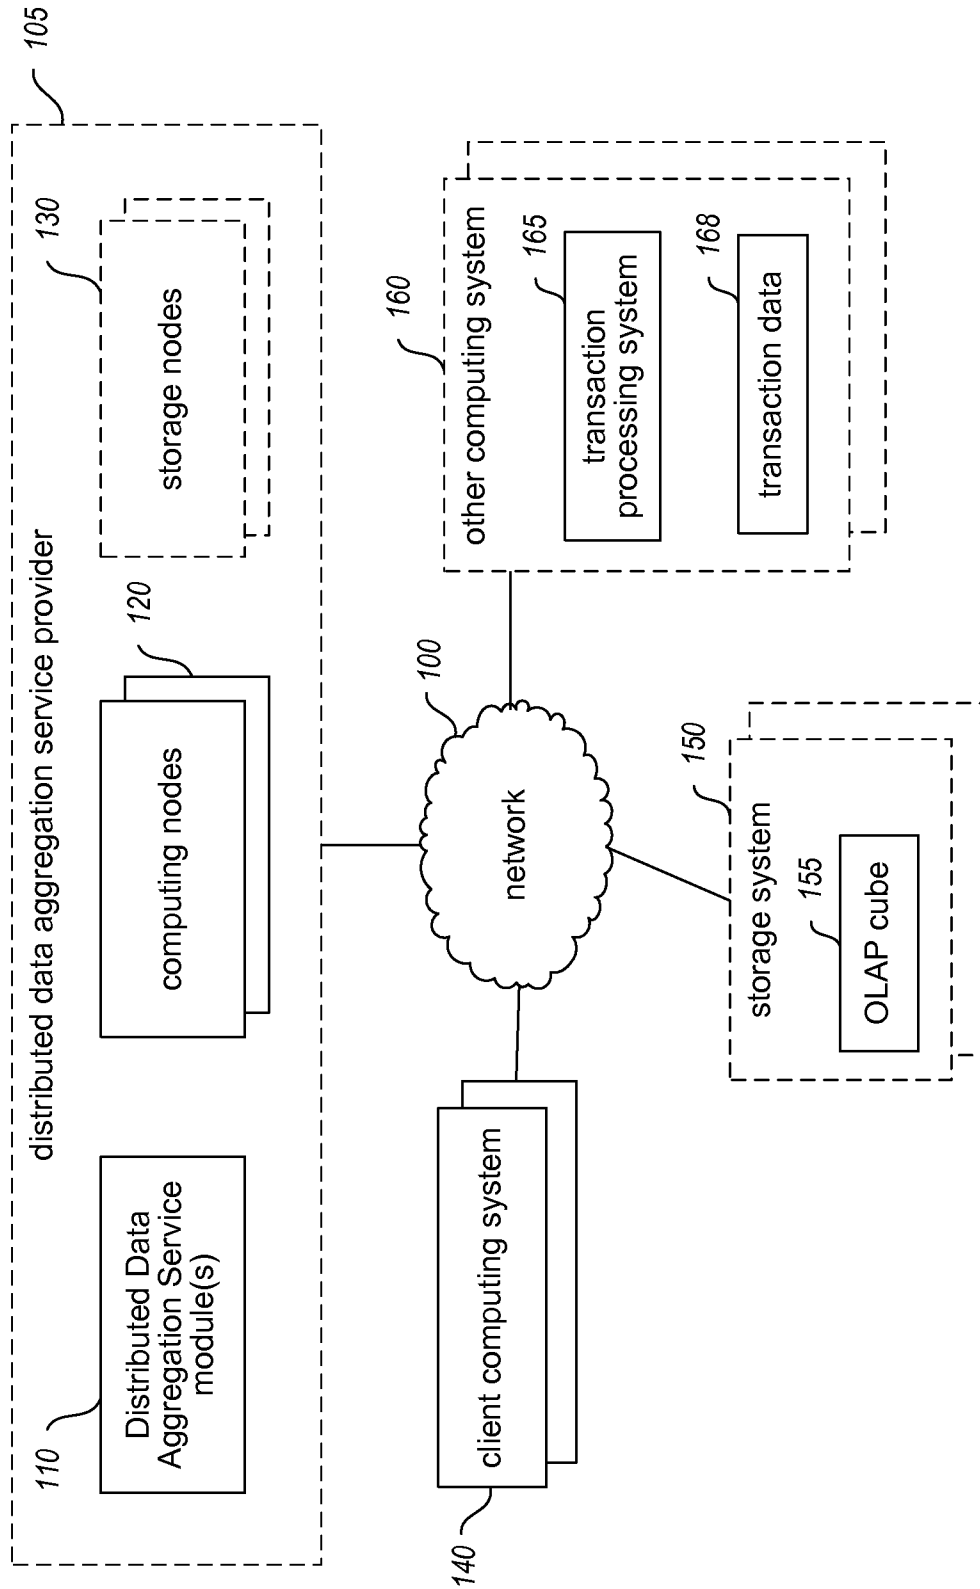 105
distributed data aggregation service provider
110
Distributed Data
Aggregation Service
module(s)
120
computing nodes
130
storage nodes
140
client computing system
100
network
160
other computing system
165
transaction
processing system
168
transaction data
150
storage system
155
OLAP cube